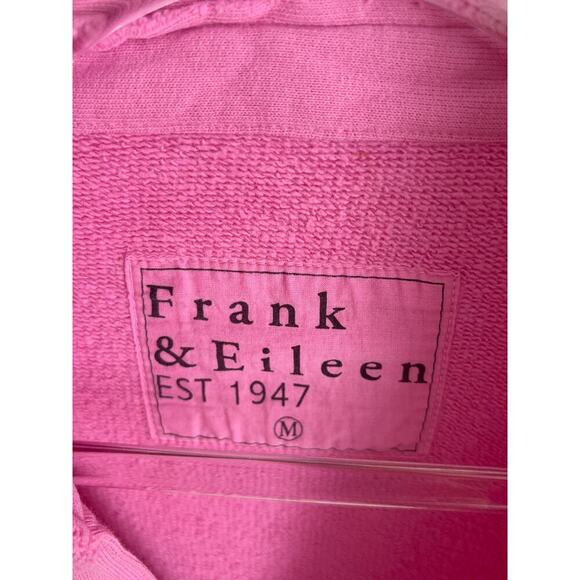 Frank
& Eileen
EST 1947
M